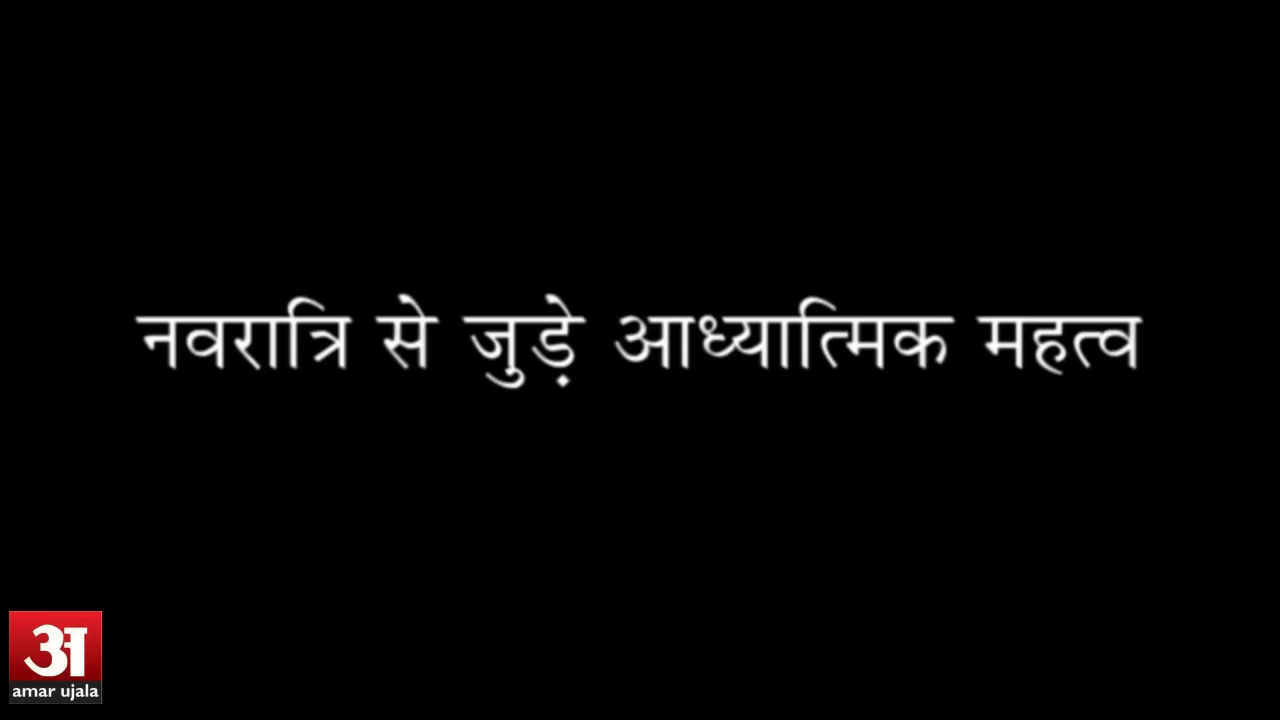 नवरात्रि से जुड़े आध्यात्मिक महत्व
अ
amar ujala